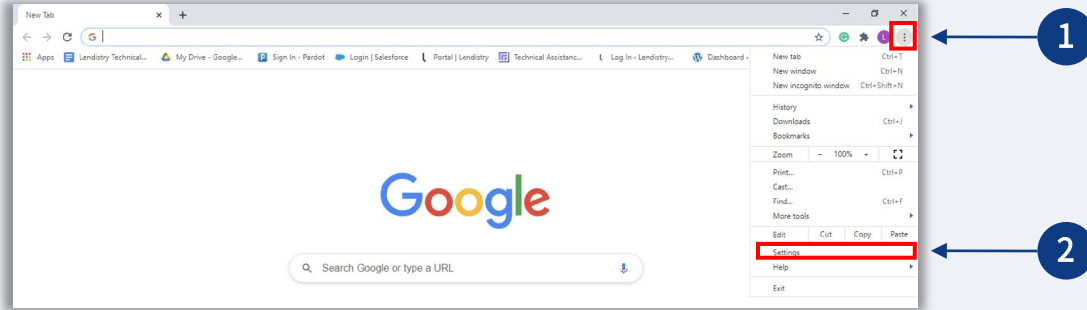 New Tab
Apps Lendistry Technical... My Drive - Google... Sign In - Pardot Login | Salesforce Portal | Lendistry Technical Assistanc... Log In ‹ Lendistry... Dashboard ‹
L
New tab Ctrl+T
New window Ctrl+N
New incognito window Ctrl+Shift+N
History
Downloads Ctrl+J
Bookmarks
Zoom - 100% +
Print... Ctrl+P
Cast...
Find... Ctrl+F
More tools
Edit Cut Copy Paste
Settings
Help
Exit
Google
Search Google or type a URL
1
2